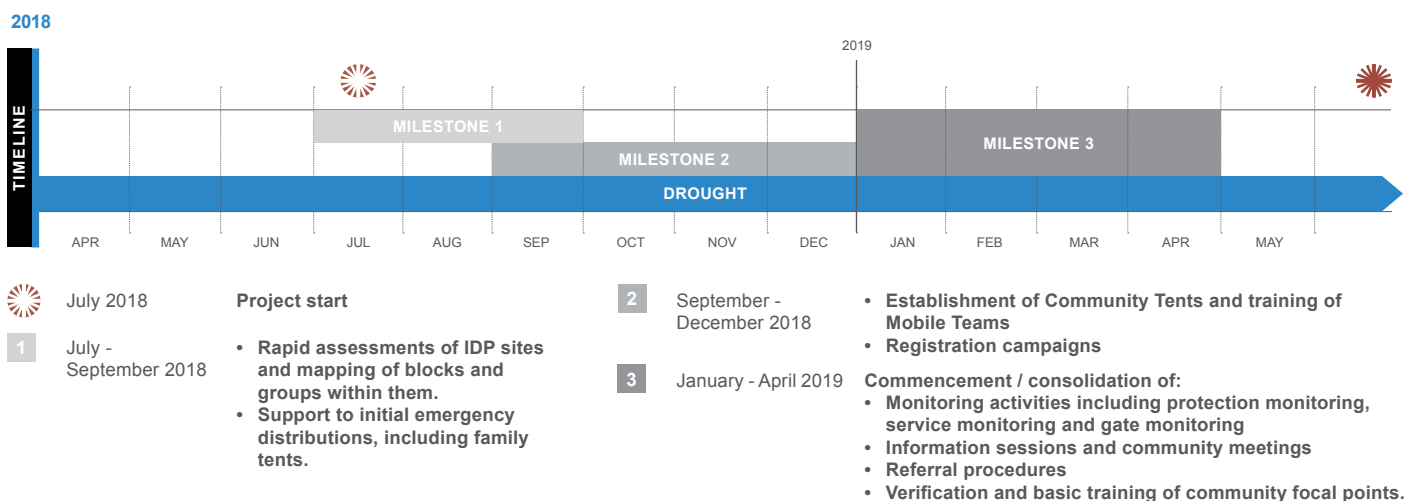 2018
2019
TIMELINE
MILESTONE 1
MILESTONE 2
MILESTONE 3
DROUGHT
APR MAY JUN JUL AUG SEP OCT NOV DEC JAN FEB MAR APR MAY
July 2018
Project start
1
July -
September 2018
• Rapid assessments of IDP sites
and mapping of blocks and
groups within them.
• Support to initial emergency
distributions, including family
tents.
2
September -
December 2018
• Establishment of Community Tents and training of
Mobile Teams
• Registration campaigns
3
January - April 2019
Commencement / consolidation of:
• Monitoring activities including protection monitoring,
service monitoring and gate monitoring
• Information sessions and community meetings
• Referral procedures
• Verification and basic training of community focal points.